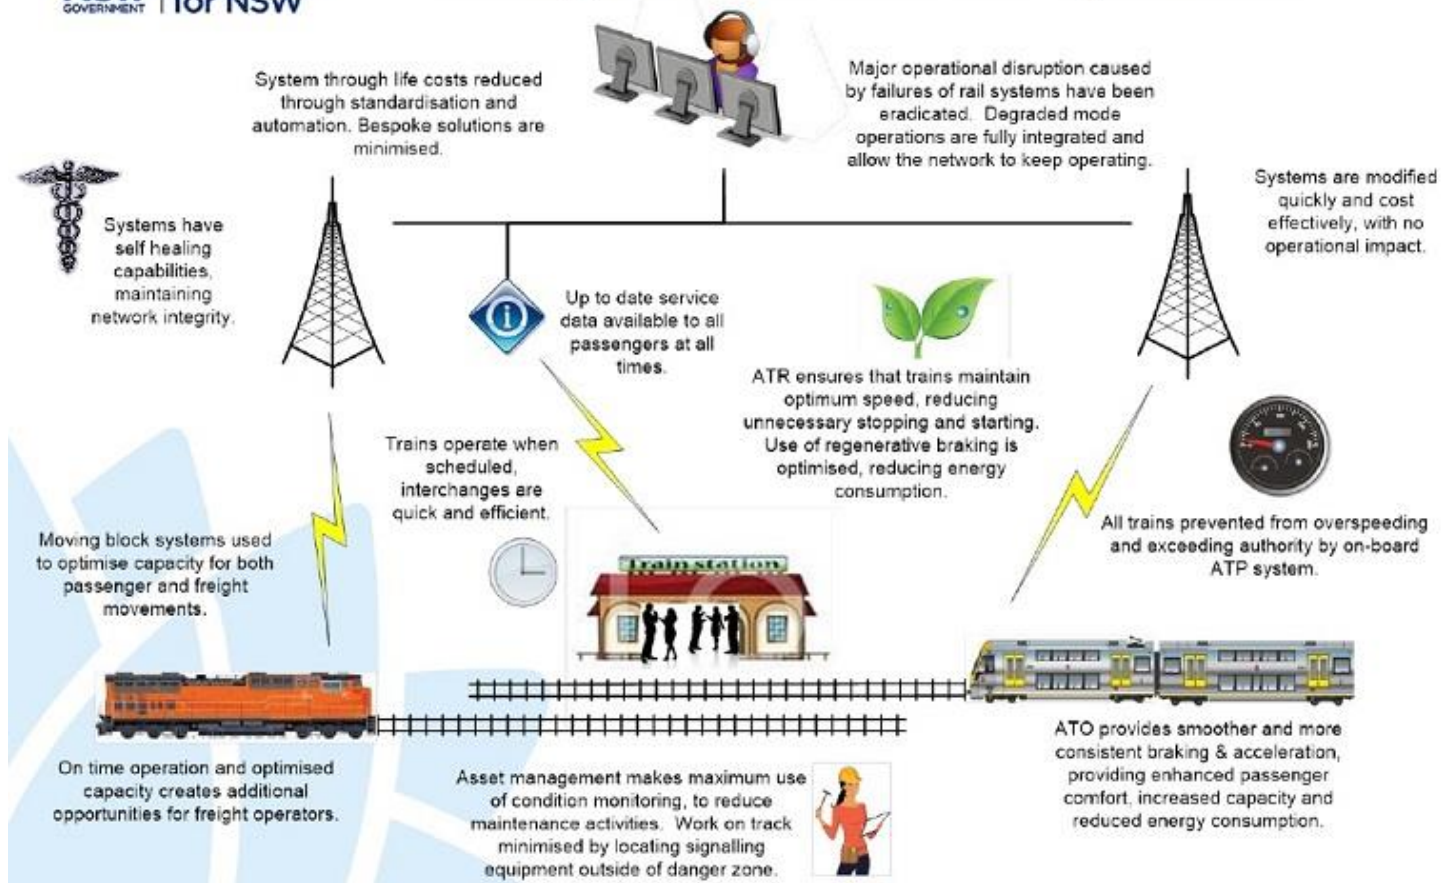 GOVERNMENT
for NSW
System through life costs reduced
through standardisation and
automation. Bespoke solutions are
minimised.
Major operational disruption caused
by failures of rail systems have been
eradicated. Degraded mode
operations are fully integrated and
allow the network to keep operating.
Systems are modified
quickly and cost
effectively, with no
operational impact.
Systems have
self healing
capabilities,
maintaining
network integrity.
Up to date service
data available to all
passengers at all
times.
ATR ensures that trains maintain
optimum speed, reducing
unnecessary stopping and starting.
Use of regenerative braking is
optimised, reducing energy
consumption.
Trains operate when
scheduled,
interchanges are
quick and efficient.
All trains prevented from overspeeding
and exceeding authority by on-board
ATP system.
Moving block systems used
to optimise capacity for both
passenger and freight
movements.
Train station
On time operation and optimised
capacity creates additional
opportunities for freight operators.
Asset management makes maximum use
of condition monitoring, to reduce
maintenance activities. Work on track
minimised by locating signalling
equipment outside of danger zone.
ATO provides smoother and more
consistent braking & acceleration,
providing enhanced passenger
comfort, increased capacity and
reduced energy consumption.